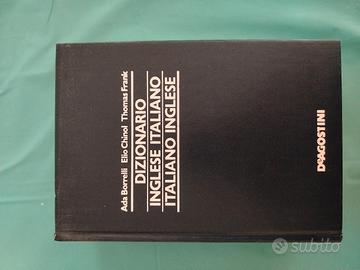 Ada Borrelli Elio Chinol Thomas Frank
DIZIONARIO
INGLESE ITALIANO
ITALIANO INGLESE
DEAGOSTINI
subito